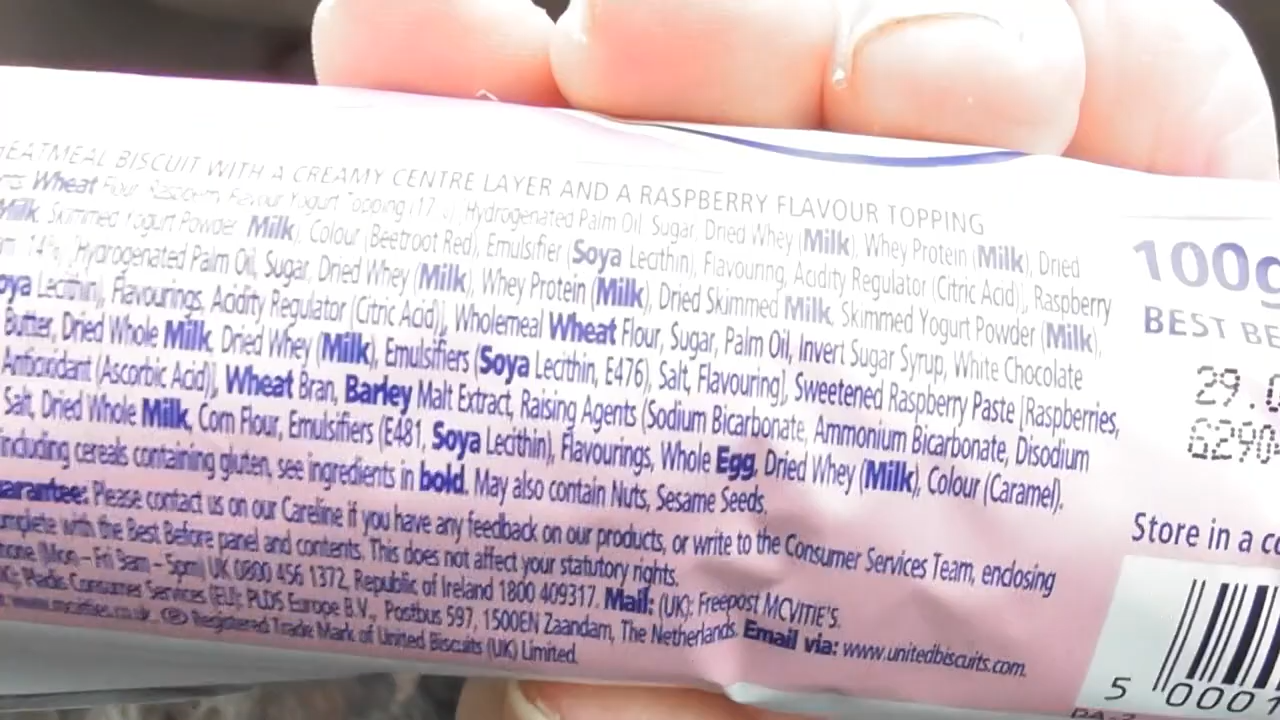 EATMEAL BISCUIT WITH A CREAMY CENTRE LAYER AND A RASPBERRY FLAVOUR TOPPING
Wheat Flour, Raspberry Flavour Yogurt Topping (17 Hydrogenated Palm Oil, Sugar, Dried Whey (Milk), Whey Protein (Milk), Dried
Milk, Skimmed Yogurt Powder Milk), Colour (Beetroot Red), Emulsifier (Soya Lecithin), Flavouring, Acidity Regulator (Citric Acid)], Raspberry
14% [Hydrogenated Palm Oil, Sugar, Dried Whey (Milk), Whey Protein (Milk), Dried Skimmed Milk, Skimmed Yogurt Powder (Milk),
oya Lecithin), Flavourings, Acidity Regulator (Citric Acid)], Wholemeal Wheat Flour, Sugar, Palm Oil, Invert Sugar Syrup, White Chocolate
Butter, Dried Whole Milk, Dried Whey (Milk), Emulsifiers (Soya Lecithin, E476), Salt, Flavouring], Sweetened Raspberry Paste [Raspberries,
Antioxidant (Ascorbic Acid)], Wheat Bran, Barley Malt Extract, Raising Agents (Sodium Bicarbonate, Ammonium Bicarbonate, Disodium
Salt, Dried Whole Milk, Corn Flour, Emulsifiers (E481, Soya Lecithin), Flavourings, Whole Egg, Dried Whey (Milk), Colour (Caramel).
including cereals containing gluten, see ingredients in bold. May also contain Nuts, Sesame Seeds.
uarantee: Please contact us on our Careline if you have any feedback on our products, or write to the Consumer Services Team, enclosing
mplete with the Best Before panel and contents. This does not affect your statutory rights.
hone (Mon – Fri 9am – 5pm) UK 0800 456 1372, Republic of Ireland 1800 409317. Mail: (UK): Freepost MCVITIE'S.
Pladis Consumer Services (EU): PLDS Europe B.V., Postbus 597, 1500EN Zaandam, The Netherlands. Email via: www.unitedbiscuits.com.
www.mcvities.co.uk. ® Registered Trade Mark of United Biscuits (UK) Limited.
100g
BEST BE
29.0
6290
Store in a co
5 0001